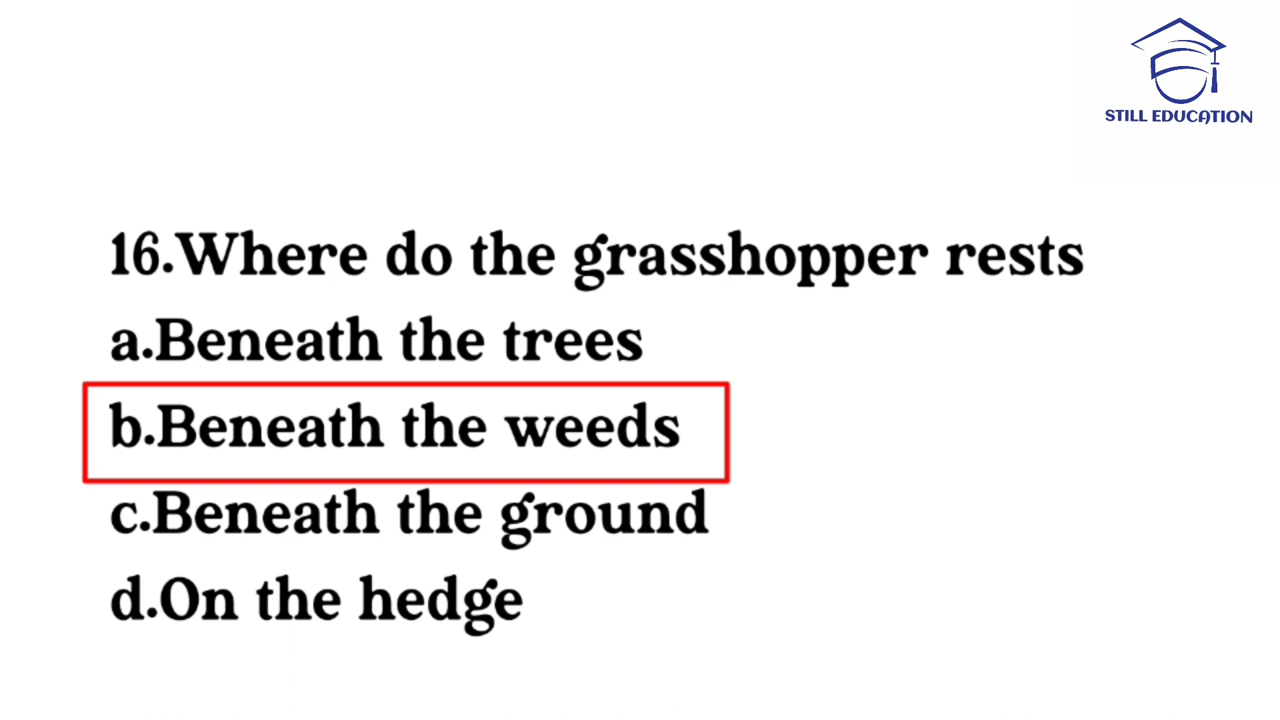 STILL EDUCATION
16.Where do the grasshopper rests
a.Beneath the trees
b.Beneath the weeds
c.Beneath the ground
d.On the hedge